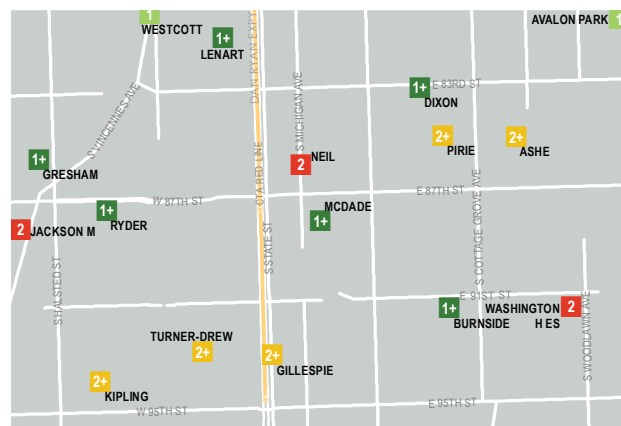 1
WESTCOTT
1+
LENART
AVALON PARK
1
DAN RYAN EXPY
S MICHIGAN AVE
E 83RD ST
1+
DIXON
S VINCENNES AVE
2+
PIRIE
2+
ASHE
1+
GRESHAM
2
NEIL
CTA RED LINE
E 87TH ST
W 87TH ST
1+
RYDER
MCDADE
1+
2
JACKSON M
S STATE ST
S COTTAGE GROVE AVE
S HALSTED ST
E 91ST ST
1+
BURNSIDE
WASHINGTON
H ES
2
S WOODLAWN AVE
TURNER-DREW
2+
2+
GILLESPIE
2+
KIPLING
W 95TH ST
E 95TH ST